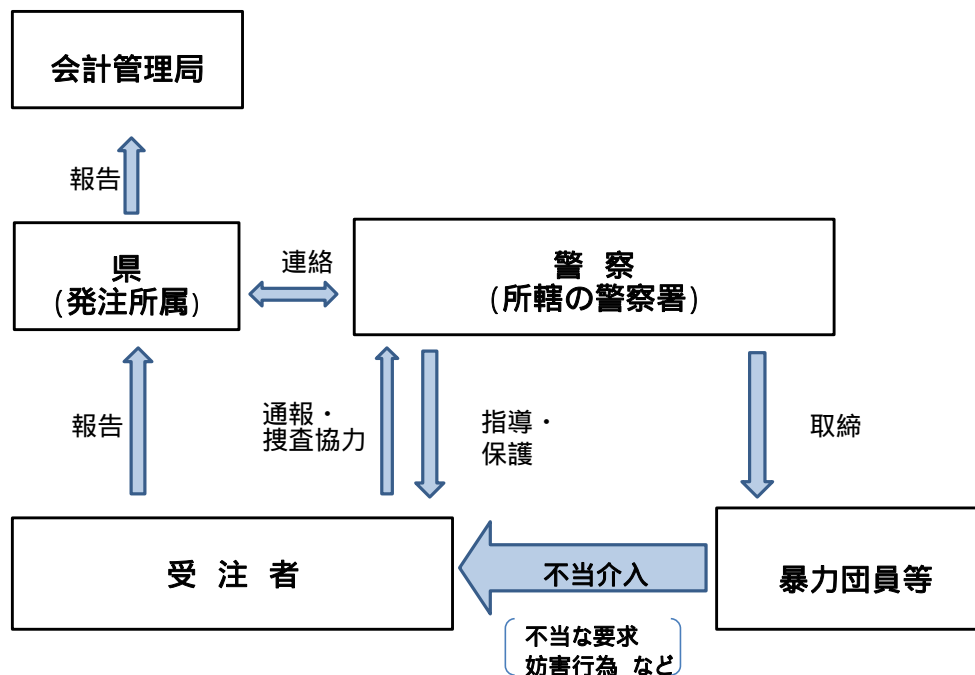 会計管理局
報告
県
(発注所属)
連絡
警 察
(所轄の警察署)
報告
通報・
捜査協力
指導・
保護
取締
受 注 者
不当介入
暴力団員等
不当な要求
妨害行為 など